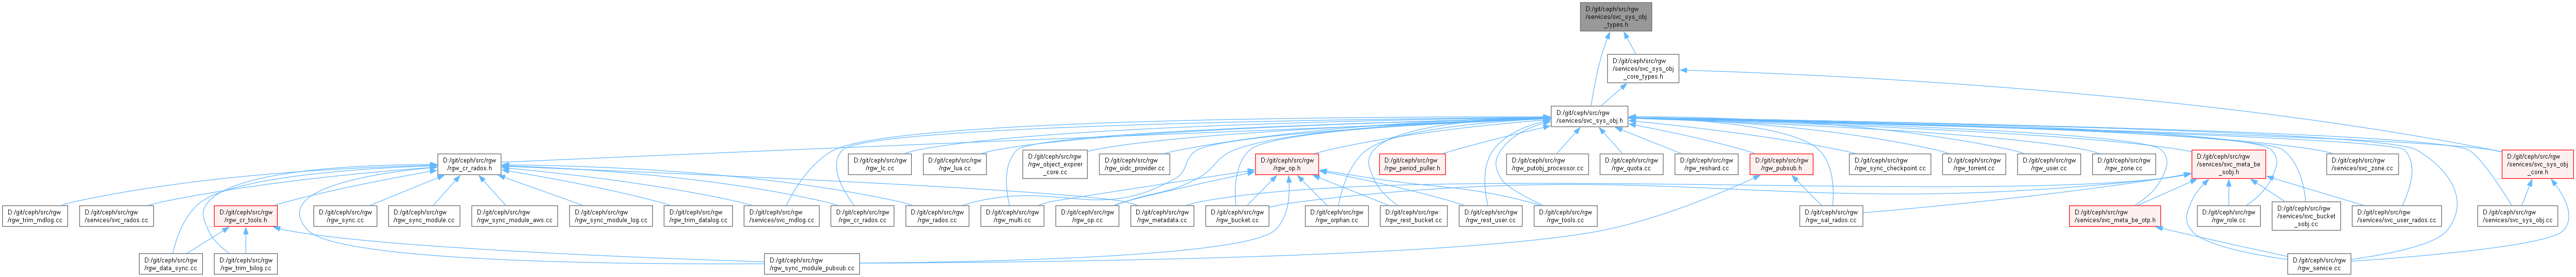 D:/git/ceph/src/rgw
/services/svc_sys_obj
_types.h
D:/git/ceph/src/rgw
/services/svc_sys_obj
_core_types.h
D:/git/ceph/src/rgw
/services/svc_sys_obj.h
D:/git/ceph/src/rgw
/rgw_cr_rados.h
D:/git/ceph/src/rgw
/rgw_lc.cc
D:/git/ceph/src/rgw
/rgw_lua.cc
D:/git/ceph/src/rgw
/rgw_object_expirer
_core.cc
D:/git/ceph/src/rgw
/rgw_oidc_provider.cc
D:/git/ceph/src/rgw
/rgw_op.h
D:/git/ceph/src/rgw
/rgw_period_puller.h
D:/git/ceph/src/rgw
/rgw_putobj_processor.cc
D:/git/ceph/src/rgw
/rgw_quota.cc
D:/git/ceph/src/rgw
/rgw_reshard.cc
D:/git/ceph/src/rgw
/rgw_pubsub.h
D:/git/ceph/src/rgw
/rgw_sync_checkpoint.cc
D:/git/ceph/src/rgw
/rgw_torrent.cc
D:/git/ceph/src/rgw
/rgw_user.cc
D:/git/ceph/src/rgw
/rgw_zone.cc
D:/git/ceph/src/rgw
/services/svc_meta_be
_sobj.h
D:/git/ceph/src/rgw
/services/svc_zone.cc
D:/git/ceph/src/rgw
/services/svc_sys_obj
_core.h
D:/git/ceph/src/rgw
/rgw_trim_mdlog.cc
D:/git/ceph/src/rgw
/services/svc_rados.cc
D:/git/ceph/src/rgw
/rgw_cr_tools.h
D:/git/ceph/src/rgw
/rgw_sync.cc
D:/git/ceph/src/rgw
/rgw_sync_module.cc
D:/git/ceph/src/rgw
/rgw_sync_module_aws.cc
D:/git/ceph/src/rgw
/rgw_sync_module_log.cc
D:/git/ceph/src/rgw
/rgw_trim_datalog.cc
D:/git/ceph/src/rgw
/services/svc_mdlog.cc
D:/git/ceph/src/rgw
/rgw_cr_rados.cc
D:/git/ceph/src/rgw
/rgw_rados.cc
D:/git/ceph/src/rgw
/rgw_multi.cc
D:/git/ceph/src/rgw
/rgw_op.cc
D:/git/ceph/src/rgw
/rgw_metadata.cc
D:/git/ceph/src/rgw
/rgw_bucket.cc
D:/git/ceph/src/rgw
/rgw_orphan.cc
D:/git/ceph/src/rgw
/rgw_rest_bucket.cc
D:/git/ceph/src/rgw
/rgw_rest_user.cc
D:/git/ceph/src/rgw
/rgw_tools.cc
D:/git/ceph/src/rgw
/rgw_sal_rados.cc
D:/git/ceph/src/rgw
/services/svc_meta_be_otp.h
D:/git/ceph/src/rgw
/rgw_role.cc
D:/git/ceph/src/rgw
/services/svc_bucket
_sobj.cc
D:/git/ceph/src/rgw
/services/svc_user_rados.cc
D:/git/ceph/src/rgw
/services/svc_sys_obj.cc
D:/git/ceph/src/rgw
/rgw_data_sync.cc
D:/git/ceph/src/rgw
/rgw_trim_bilog.cc
D:/git/ceph/src/rgw
/rgw_sync_module_pubsub.cc
D:/git/ceph/src/rgw
/rgw_service.cc